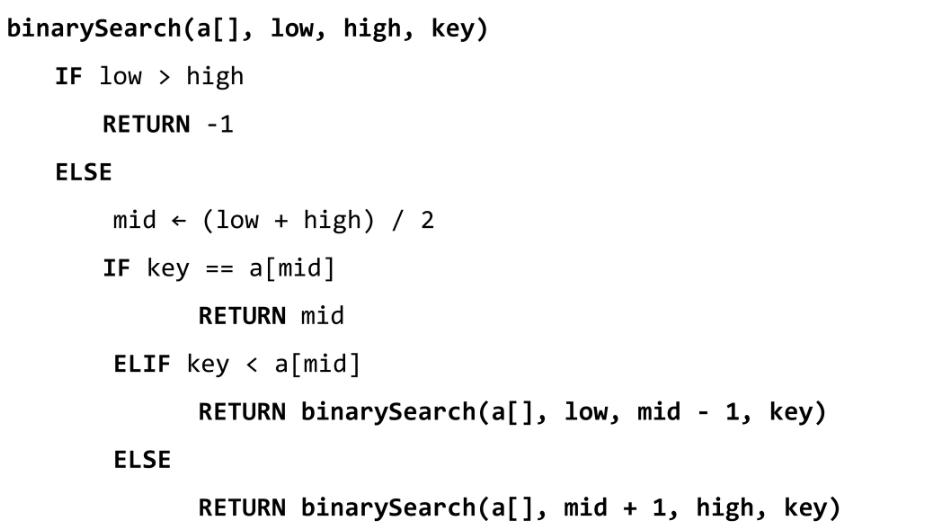 binarySearch(a[], low, high, key)
IF low > high
RETURN -1
ELSE
mid ← (low + high) / 2
IF key == a[mid]
RETURN mid
ELIF key < a[mid]
RETURN binarySearch(a[], low, mid - 1, key)
ELSE
RETURN binarySearch(a[], mid + 1, high, key)